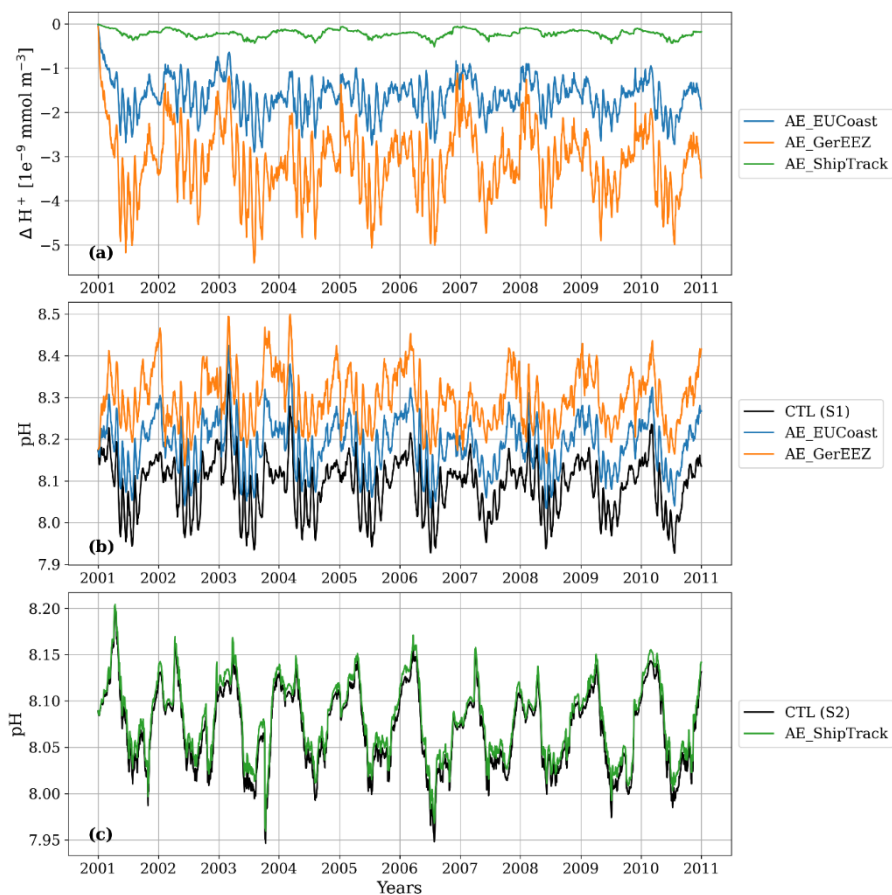 0
−1
−2
−3
−4
−5
Δ H⁺ [1e⁻⁹ mmol m⁻³]
(a)
2001 2002 2003 2004 2005 2006 2007 2008 2009 2010 2011
AE_EUCoast
AE_GerEEZ
AE_ShipTrack
8.5
8.4
8.3
8.2
8.1
8.0
7.9
pH
(b)
2001 2002 2003 2004 2005 2006 2007 2008 2009 2010 2011
CTL (S1)
AE_EUCoast
AE_GerEEZ
8.20
8.15
8.10
8.05
8.00
7.95
pH
(c)
2001 2002 2003 2004 2005 2006 2007 2008 2009 2010 2011
Years
CTL (S2)
AE_ShipTrack